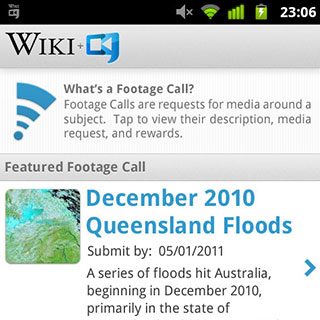 23:06
WIKI+
What's a Footage Call?
Footage Calls are requests for media around a
subject. Tap to view their description, media
request, and rewards.
Featured Footage Call
December 2010
Queensland Floods
Submit by: 05/01/2011
A series of floods hit Australia,
beginning in December 2010,
primarily in the state of